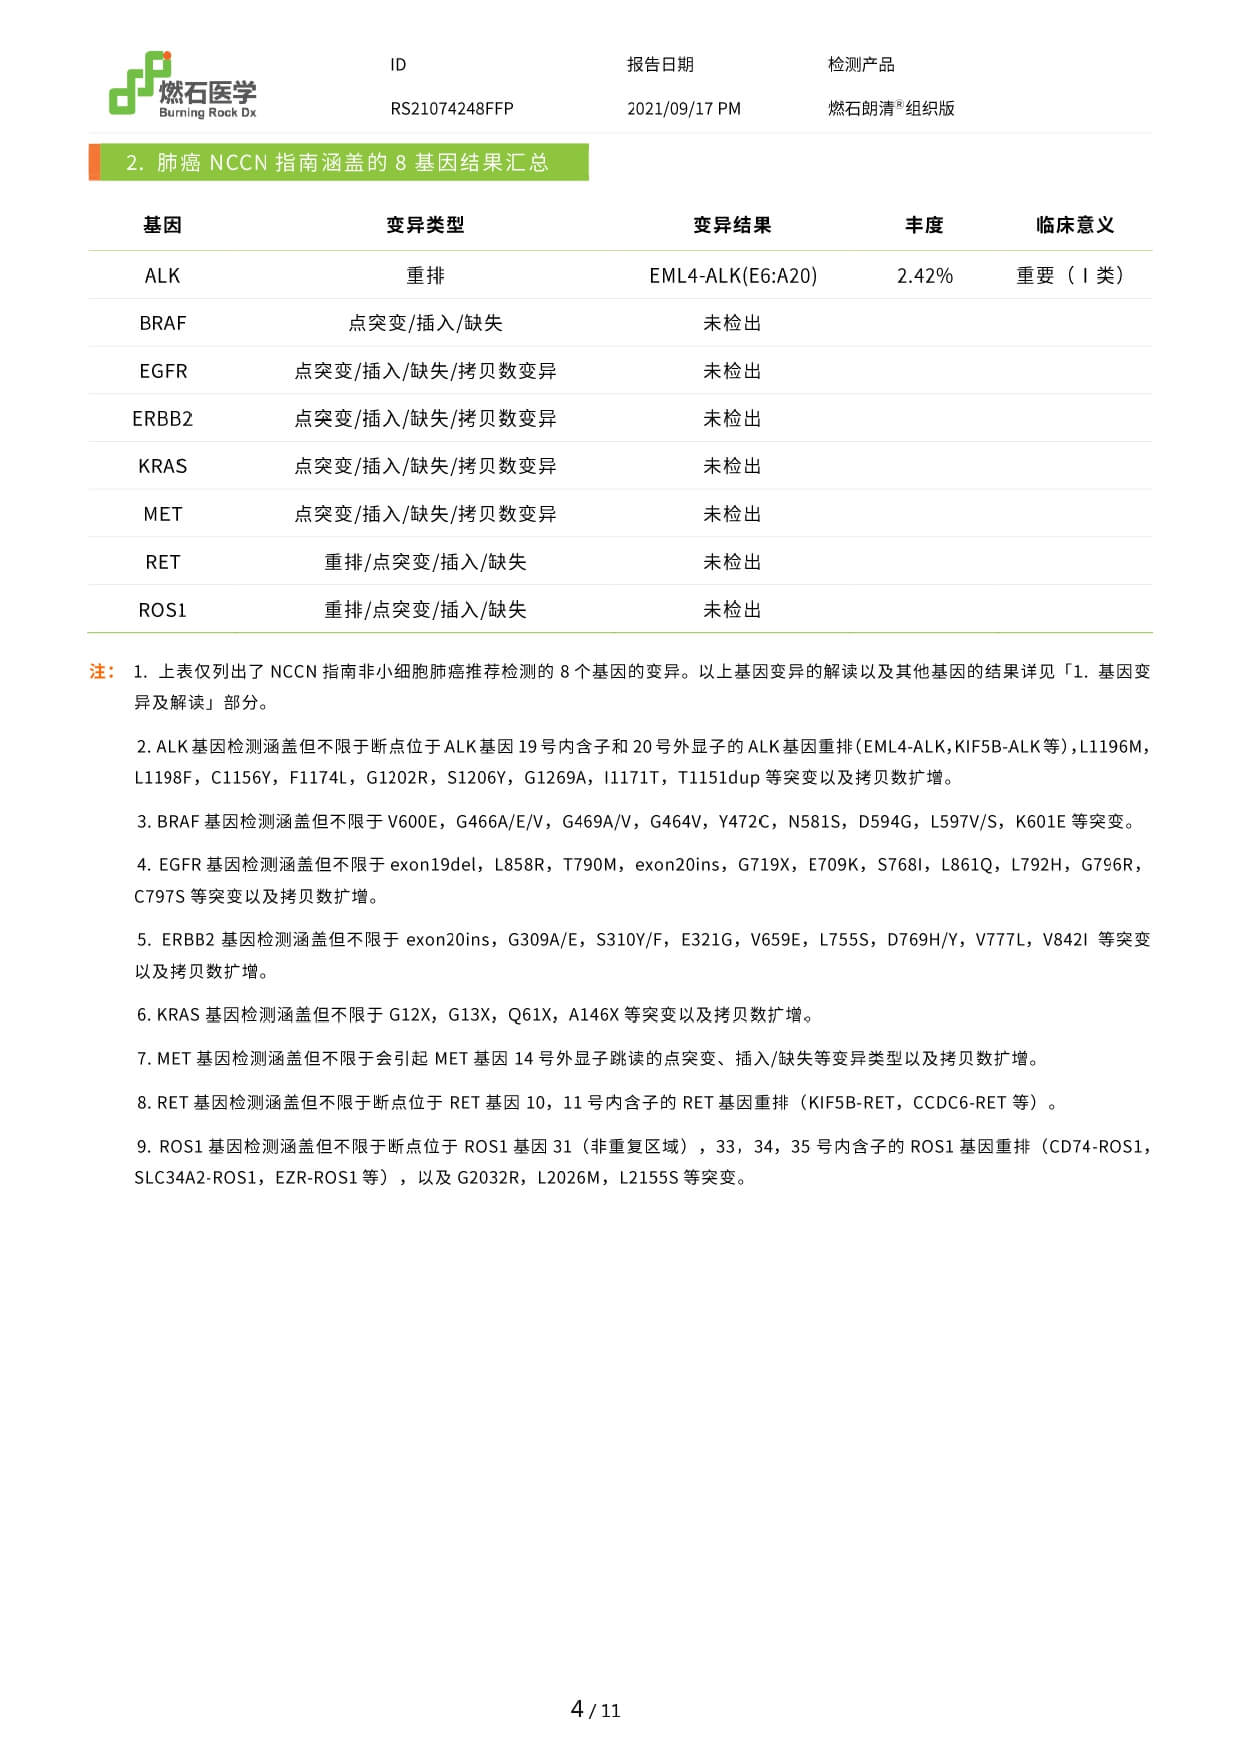 燃石医学
Burning Rock Dx
ID 报告日期 检测产品
RS21074248FFP 2021/09/17 PM 燃石朗清®组织版
2. 肺癌 NCCN 指南涵盖的 8 基因结果汇总
基因 变异类型 变异结果 丰度 临床意义
ALK 重排 EML4-ALK(E6:A20) 2.42% 重要（Ⅰ类）
BRAF 点突变/插入/缺失 未检出
EGFR 点突变/插入/缺失/拷贝数变异 未检出
ERBB2 点突变/插入/缺失/拷贝数变异 未检出
KRAS 点突变/插入/缺失/拷贝数变异 未检出
MET 点突变/插入/缺失/拷贝数变异 未检出
RET 重排/点突变/插入/缺失 未检出
ROS1 重排/点突变/插入/缺失 未检出
注： 1. 上表仅列出了 NCCN 指南非小细胞肺癌推荐检测的 8 个基因的变异。以上基因变异的解读以及其他基因的结果详见「1. 基因变
异及解读」部分。
2. ALK 基因检测涵盖但不限于断点位于 ALK 基因 19 号内含子和 20 号外显子的 ALK 基因重排（EML4-ALK，KIF5B-ALK 等），L1196M，
L1198F，C1156Y，F1174L，G1202R，S1206Y，G1269A，I1171T，T1151dup 等突变以及拷贝数扩增。
3. BRAF 基因检测涵盖但不限于 V600E，G466A/E/V，G469A/V，G464V，Y472C，N581S，D594G，L597V/S，K601E 等突变。
4. EGFR 基因检测涵盖但不限于 exon19del，L858R，T790M，exon20ins，G719X，E709K，S768I，L861Q，L792H，G796R，
C797S 等突变以及拷贝数扩增。
5. ERBB2 基因检测涵盖但不限于 exon20ins，G309A/E，S310Y/F，E321G，V659E，L755S，D769H/Y，V777L，V842I 等突变
以及拷贝数扩增。
6. KRAS 基因检测涵盖但不限于 G12X，G13X，Q61X，A146X 等突变以及拷贝数扩增。
7. MET 基因检测涵盖但不限于会引起 MET 基因 14 号外显子跳读的点突变、插入/缺失等变异类型以及拷贝数扩增。
8. RET 基因检测涵盖但不限于断点位于 RET 基因 10，11 号内含子的 RET 基因重排（KIF5B-RET，CCDC6-RET 等）。
9. ROS1 基因检测涵盖但不限于断点位于 ROS1 基因 31（非重复区域），33，34，35 号内含子的 ROS1 基因重排（CD74-ROS1，
SLC34A2-ROS1，EZR-ROS1 等），以及 G2032R，L2026M，L2155S 等突变。
4 / 11